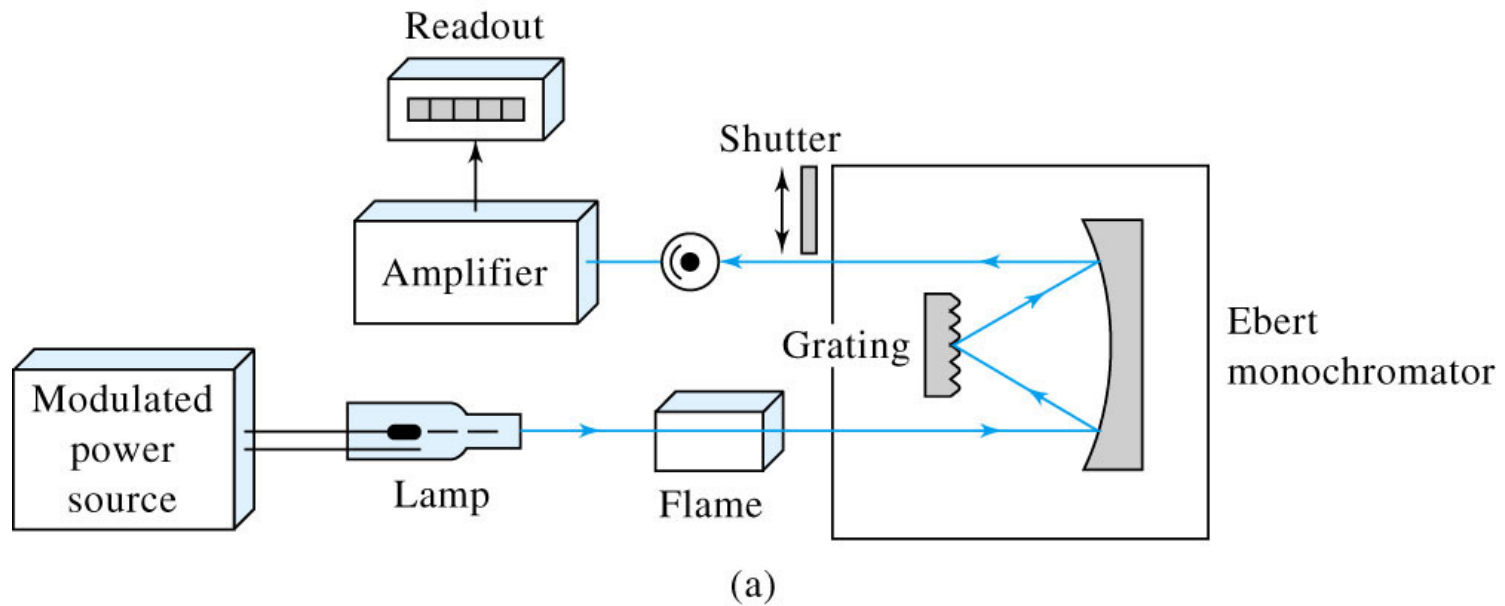 Readout
Shutter
Amplifier
Grating
Ebert
monochromator
Modulated
power
source
Lamp
Flame
(a)